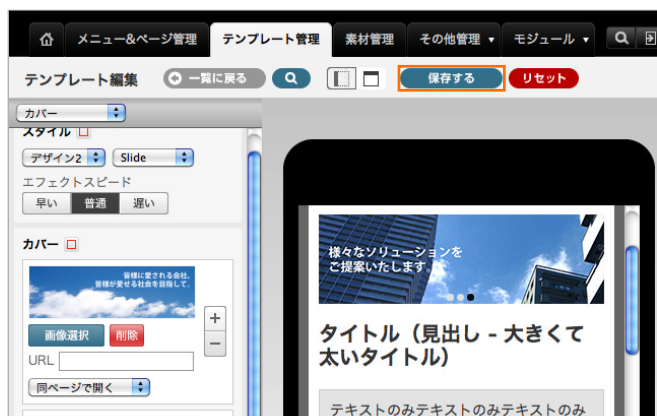 メニュー&ページ管理 テンプレート管理 素材管理 その他管理 ▼ モジュール ▼
テンプレート編集 一覧に戻る 保存する リセット
カバー
スタイル
デザイン2 Slide
エフェクトスピード
早い 普通 遅い
カバー
皆様に愛される会社、
皆様が愛せる社会を目指して。
+
画像選択 削除
−
URL
同ページで開く
様々なソリューションを
ご提案いたします。
タイトル（見出し - 大きくて
太いタイトル）
テキストのみテキストのみテキストのみ